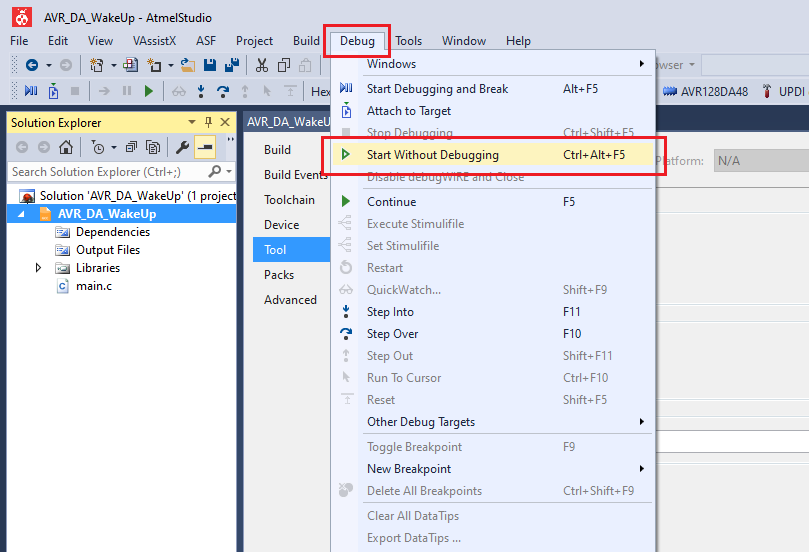 AVR_DA_WakeUp - AtmelStudio
File Edit View VAssistX ASF Project Build Debug Tools Window Help
Hex
AVR128DA48 UPDI
Solution Explorer
Search Solution Explorer (Ctrl+;)
Solution 'AVR_DA_WakeUp' (1 project
AVR_DA_WakeUp
Dependencies
Output Files
Libraries
main.c
AVR_DA_WakeU
Build
Build Events
Toolchain
Device
Tool
Packs
Advanced
Platform: N/A
Windows
Start Debugging and Break Alt+F5
Attach to Target
Stop Debugging Ctrl+Shift+F5
Start Without Debugging Ctrl+Alt+F5
Disable debugWIRE and Close
Continue F5
Execute Stimulifile
Set Stimulifile
Restart
QuickWatch... Shift+F9
Step Into F11
Step Over F10
Step Out Shift+F11
Run To Cursor Ctrl+F10
Reset Shift+F5
Other Debug Targets
Toggle Breakpoint F9
New Breakpoint
Delete All Breakpoints Ctrl+Shift+F9
Clear All DataTips
Export DataTips ...